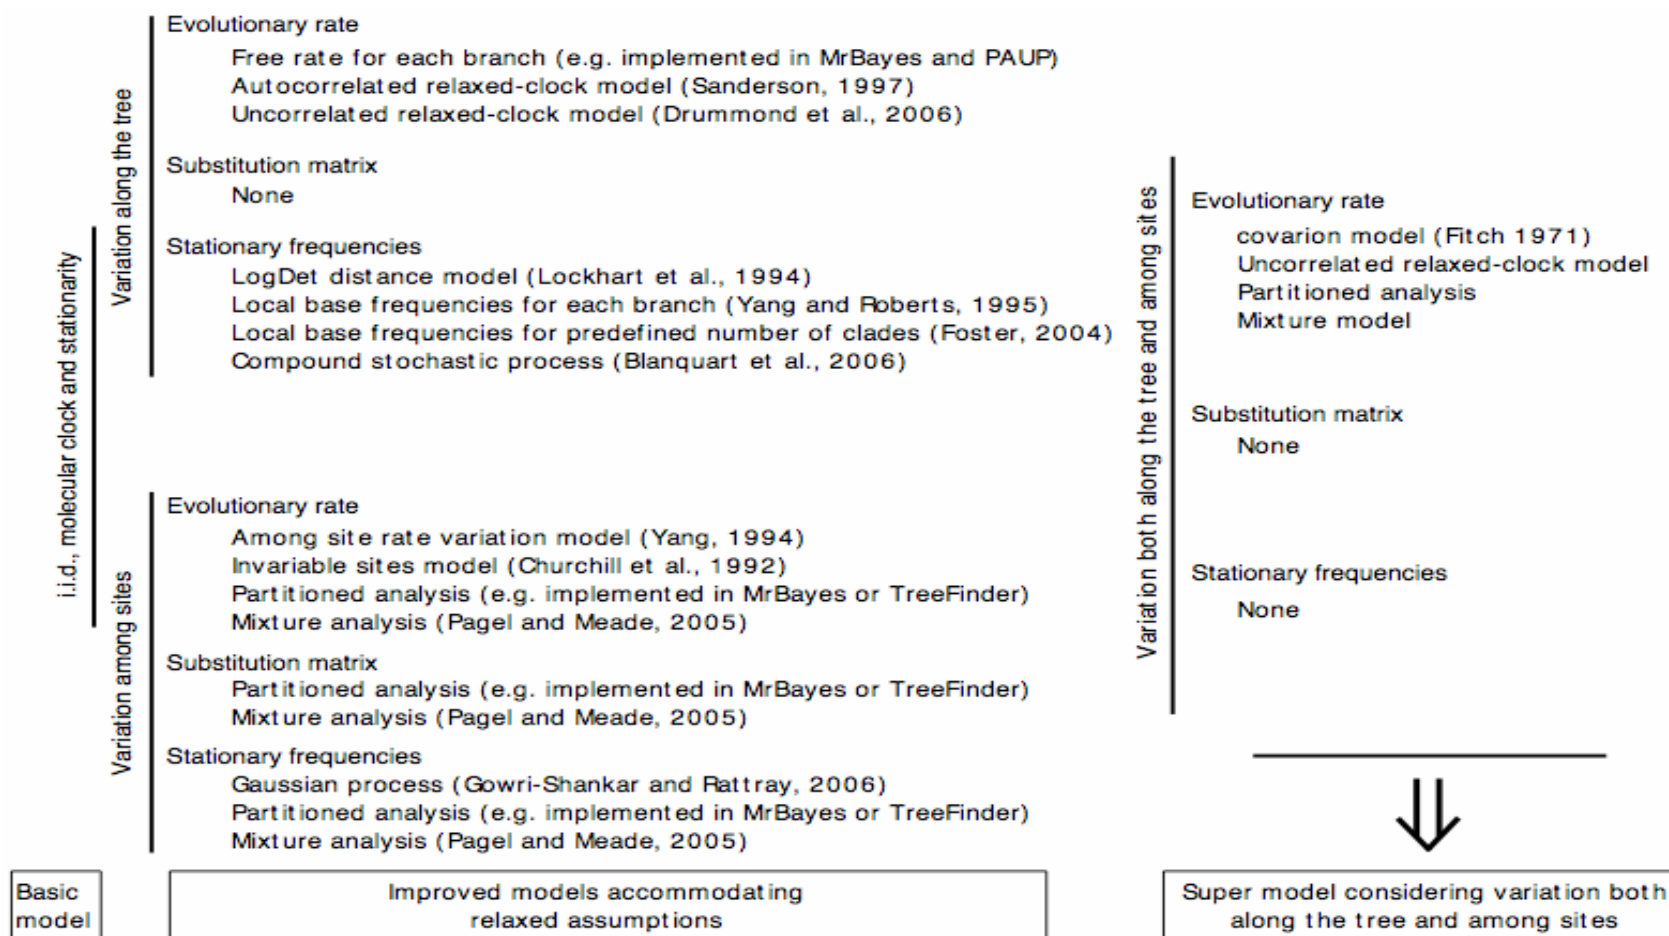 i.i.d., molecular clock and stationarity
Variation along the tree
Evolutionary rate
Free rate for each branch (e.g. implemented in MrBayes and PAUP)
Autocorrelated relaxed-clock model (Sanderson, 1997)
Uncorrelated relaxed-clock model (Drummond et al., 2006)
Substitution matrix
None
Stationary frequencies
LogDet distance model (Lockhart et al., 1994)
Local base frequencies for each branch (Yang and Roberts, 1995)
Local base frequencies for predefined number of clades (Foster, 2004)
Compound stochastic process (Blanquart et al., 2006)
Variation among sites
Evolutionary rate
Among site rate variation model (Yang, 1994)
Invariable sites model (Churchill et al., 1992)
Partitioned analysis (e.g. implemented in MrBayes or TreeFinder)
Mixture analysis (Pagel and Meade, 2005)
Substitution matrix
Partitioned analysis (e.g. implemented in MrBayes or TreeFinder)
Mixture analysis (Pagel and Meade, 2005)
Stationary frequencies
Gaussian process (Gowri-Shankar and Rattray, 2006)
Partitioned analysis (e.g. implemented in MrBayes or TreeFinder)
Mixture analysis (Pagel and Meade, 2005)
Variation both along the tree and among sites
Evolutionary rate
covarion model (Fitch 1971)
Uncorrelated relaxed-clock model
Partitioned analysis
Mixture model
Substitution matrix
None
Stationary frequencies
None
Basic
model
Improved models accommodating
relaxed assumptions
Super model considering variation both
along the tree and among sites